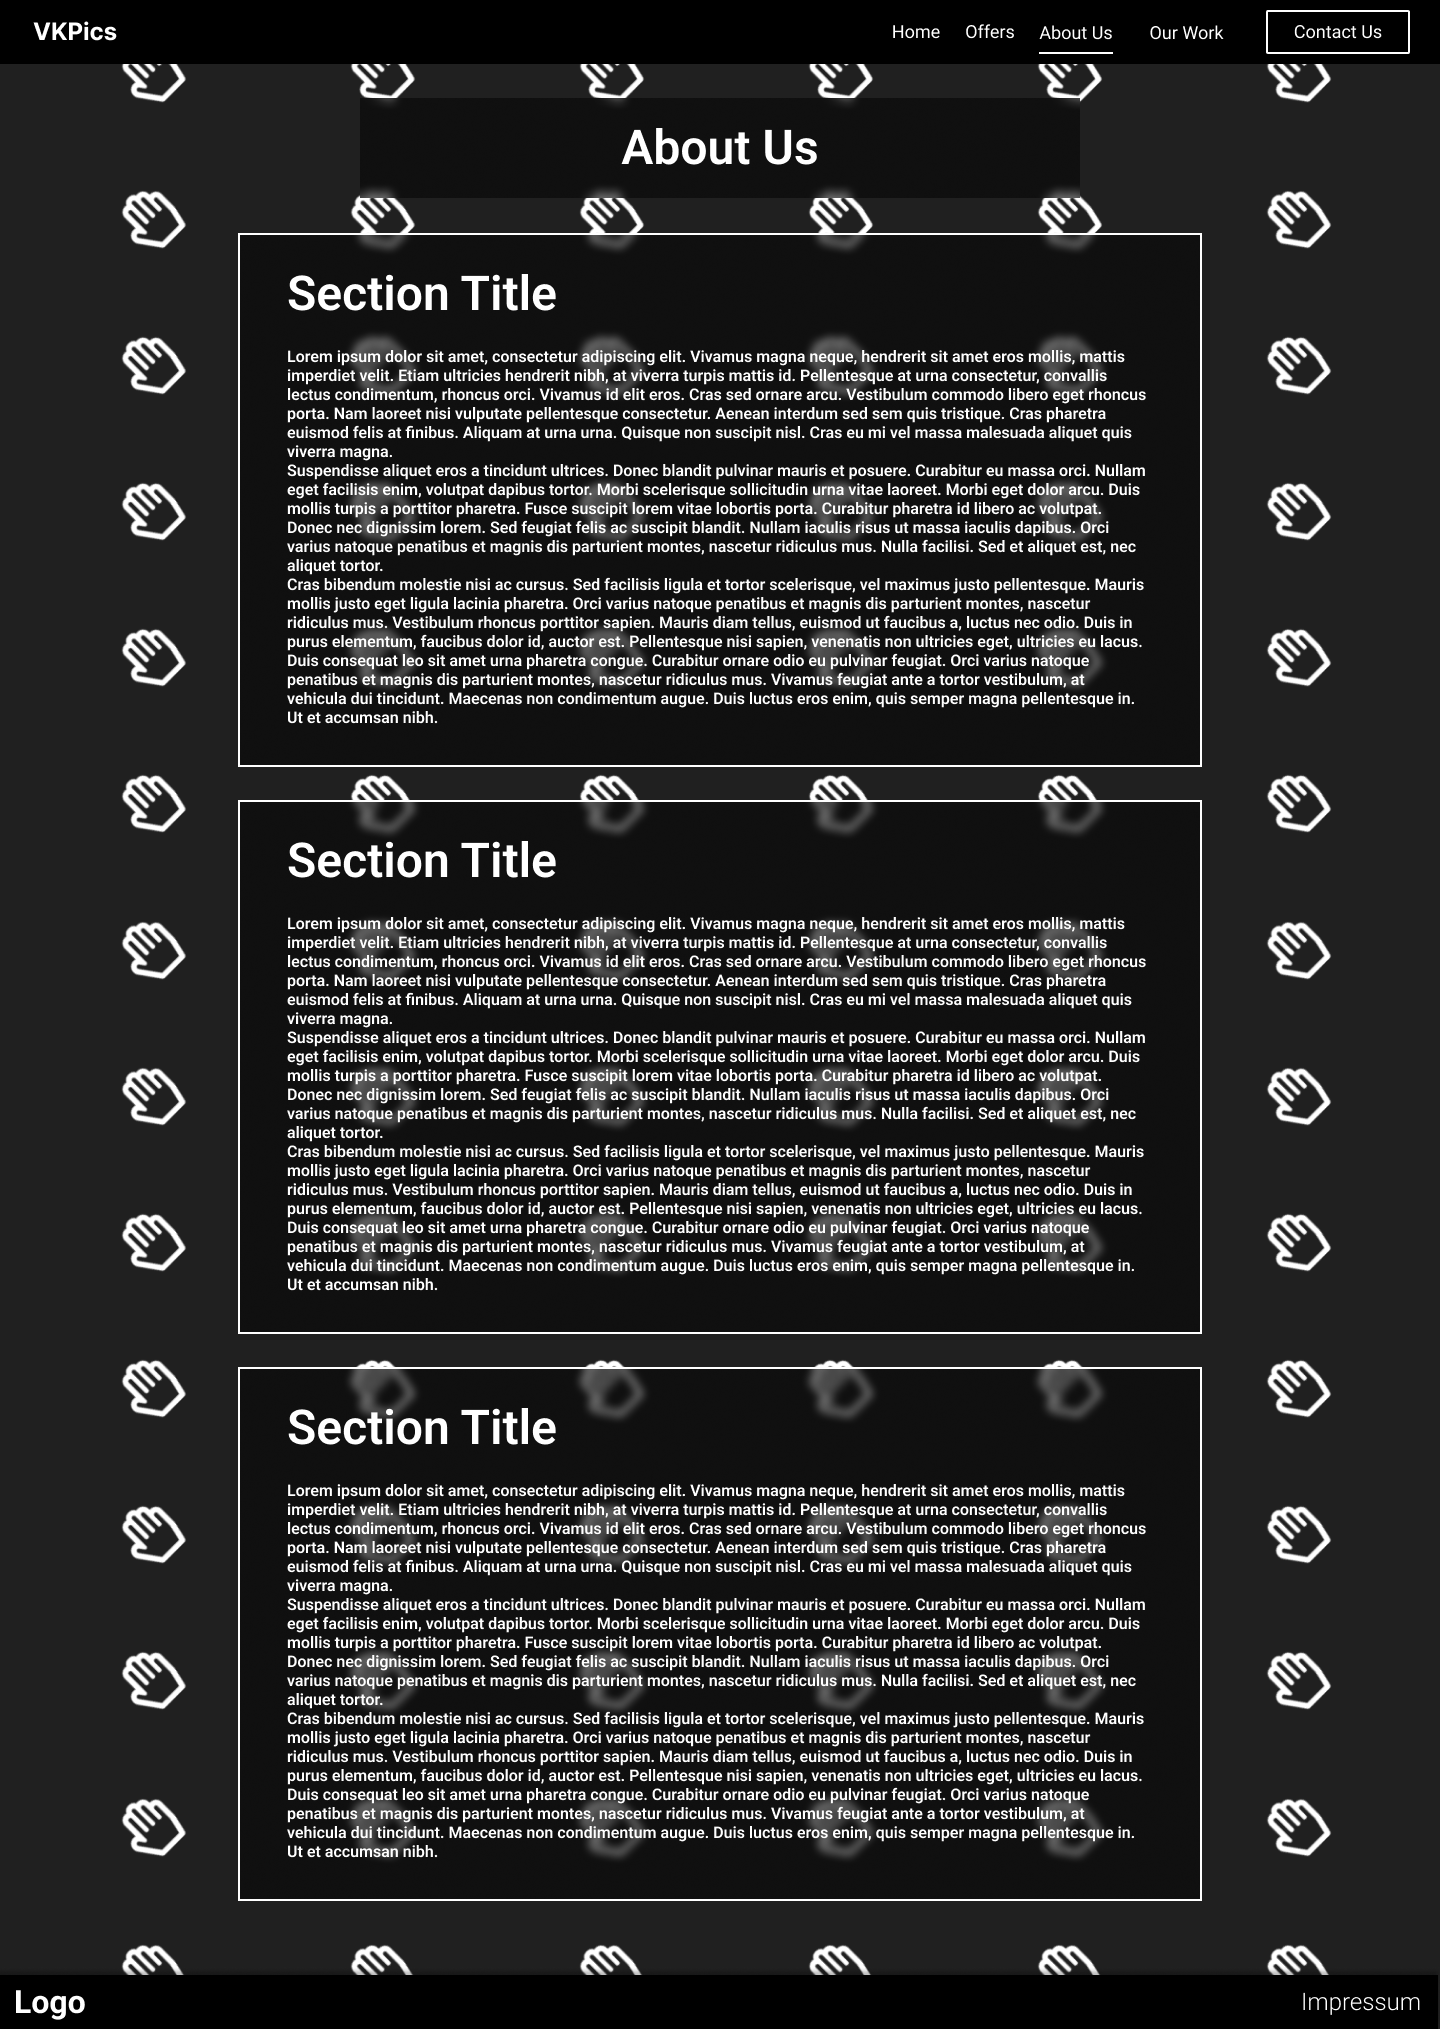 VKPics
Home
Offers
About Us
Our Work
Contact Us
About Us
Section Title
Lorem ipsum dolor sit amet, consectetur adipiscing elit. Vivamus magna neque, hendrerit sit amet eros mollis, mattis
imperdiet velit. Etiam ultricies hendrerit nibh, at viverra turpis mattis id. Pellentesque at urna consectetur, convallis
lectus condimentum, rhoncus orci. Vivamus id elit eros. Cras sed ornare arcu. Vestibulum commodo libero eget rhoncus
porta. Nam laoreet nisi vulputate pellentesque consectetur. Aenean interdum sed sem quis tristique. Cras pharetra
euismod felis at finibus. Aliquam at urna urna. Quisque non suscipit nisl. Cras eu mi vel massa malesuada aliquet quis
viverra magna.
Suspendisse aliquet eros a tincidunt ultrices. Donec blandit pulvinar mauris et posuere. Curabitur eu massa orci. Nullam
eget facilisis enim, volutpat dapibus tortor. Morbi scelerisque sollicitudin urna vitae laoreet. Morbi eget dolor arcu. Duis
mollis turpis a porttitor pharetra. Fusce suscipit lorem vitae lobortis porta. Curabitur pharetra id libero ac volutpat.
Donec nec dignissim lorem. Sed feugiat felis ac suscipit blandit. Nullam iaculis risus ut massa iaculis dapibus. Orci
varius natoque penatibus et magnis dis parturient montes, nascetur ridiculus mus. Nulla facilisi. Sed et aliquet est, nec
aliquet tortor.
Cras bibendum molestie nisi ac cursus. Sed facilisis ligula et tortor scelerisque, vel maximus justo pellentesque. Mauris
mollis justo eget ligula lacinia pharetra. Orci varius natoque penatibus et magnis dis parturient montes, nascetur
ridiculus mus. Vestibulum rhoncus porttitor sapien. Mauris diam tellus, euismod ut faucibus a, luctus nec odio. Duis in
purus elementum, faucibus dolor id, auctor est. Pellentesque nisi sapien, venenatis non ultricies eget, ultricies eu lacus.
Duis consequat leo sit amet urna pharetra congue. Curabitur ornare odio eu pulvinar feugiat. Orci varius natoque
penatibus et magnis dis parturient montes, nascetur ridiculus mus. Vivamus feugiat ante a tortor vestibulum, at
vehicula dui tincidunt. Maecenas non condimentum augue. Duis luctus eros enim, quis semper magna pellentesque in.
Ut et accumsan nibh.
Section Title
Lorem ipsum dolor sit amet, consectetur adipiscing elit. Vivamus magna neque, hendrerit sit amet eros mollis, mattis
imperdiet velit. Etiam ultricies hendrerit nibh, at viverra turpis mattis id. Pellentesque at urna consectetur, convallis
lectus condimentum, rhoncus orci. Vivamus id elit eros. Cras sed ornare arcu. Vestibulum commodo libero eget rhoncus
porta. Nam laoreet nisi vulputate pellentesque consectetur. Aenean interdum sed sem quis tristique. Cras pharetra
euismod felis at finibus. Aliquam at urna urna. Quisque non suscipit nisl. Cras eu mi vel massa malesuada aliquet quis
viverra magna.
Suspendisse aliquet eros a tincidunt ultrices. Donec blandit pulvinar mauris et posuere. Curabitur eu massa orci. Nullam
eget facilisis enim, volutpat dapibus tortor. Morbi scelerisque sollicitudin urna vitae laoreet. Morbi eget dolor arcu. Duis
mollis turpis a porttitor pharetra. Fusce suscipit lorem vitae lobortis porta. Curabitur pharetra id libero ac volutpat.
Donec nec dignissim lorem. Sed feugiat felis ac suscipit blandit. Nullam iaculis risus ut massa iaculis dapibus. Orci
varius natoque penatibus et magnis dis parturient montes, nascetur ridiculus mus. Nulla facilisi. Sed et aliquet est, nec
aliquet tortor.
Cras bibendum molestie nisi ac cursus. Sed facilisis ligula et tortor scelerisque, vel maximus justo pellentesque. Mauris
mollis justo eget ligula lacinia pharetra. Orci varius natoque penatibus et magnis dis parturient montes, nascetur
ridiculus mus. Vestibulum rhoncus porttitor sapien. Mauris diam tellus, euismod ut faucibus a, luctus nec odio. Duis in
purus elementum, faucibus dolor id, auctor est. Pellentesque nisi sapien, venenatis non ultricies eget, ultricies eu lacus.
Duis consequat leo sit amet urna pharetra congue. Curabitur ornare odio eu pulvinar feugiat. Orci varius natoque
penatibus et magnis dis parturient montes, nascetur ridiculus mus. Vivamus feugiat ante a tortor vestibulum, at
vehicula dui tincidunt. Maecenas non condimentum augue. Duis luctus eros enim, quis semper magna pellentesque in.
Ut et accumsan nibh.
Section Title
Lorem ipsum dolor sit amet, consectetur adipiscing elit. Vivamus magna neque, hendrerit sit amet eros mollis, mattis
imperdiet velit. Etiam ultricies hendrerit nibh, at viverra turpis mattis id. Pellentesque at urna consectetur, convallis
lectus condimentum, rhoncus orci. Vivamus id elit eros. Cras sed ornare arcu. Vestibulum commodo libero eget rhoncus
porta. Nam laoreet nisi vulputate pellentesque consectetur. Aenean interdum sed sem quis tristique. Cras pharetra
euismod felis at finibus. Aliquam at urna urna. Quisque non suscipit nisl. Cras eu mi vel massa malesuada aliquet quis
viverra magna.
Suspendisse aliquet eros a tincidunt ultrices. Donec blandit pulvinar mauris et posuere. Curabitur eu massa orci. Nullam
eget facilisis enim, volutpat dapibus tortor. Morbi scelerisque sollicitudin urna vitae laoreet. Morbi eget dolor arcu. Duis
mollis turpis a porttitor pharetra. Fusce suscipit lorem vitae lobortis porta. Curabitur pharetra id libero ac volutpat.
Donec nec dignissim lorem. Sed feugiat felis ac suscipit blandit. Nullam iaculis risus ut massa iaculis dapibus. Orci
varius natoque penatibus et magnis dis parturient montes, nascetur ridiculus mus. Nulla facilisi. Sed et aliquet est, nec
aliquet tortor.
Cras bibendum molestie nisi ac cursus. Sed facilisis ligula et tortor scelerisque, vel maximus justo pellentesque. Mauris
mollis justo eget ligula lacinia pharetra. Orci varius natoque penatibus et magnis dis parturient montes, nascetur
ridiculus mus. Vestibulum rhoncus porttitor sapien. Mauris diam tellus, euismod ut faucibus a, luctus nec odio. Duis in
purus elementum, faucibus dolor id, auctor est. Pellentesque nisi sapien, venenatis non ultricies eget, ultricies eu lacus.
Duis consequat leo sit amet urna pharetra congue. Curabitur ornare odio eu pulvinar feugiat. Orci varius natoque
penatibus et magnis dis parturient montes, nascetur ridiculus mus. Vivamus feugiat ante a tortor vestibulum, at
vehicula dui tincidunt. Maecenas non condimentum augue. Duis luctus eros enim, quis semper magna pellentesque in.
Ut et accumsan nibh.
Logo
Impressum